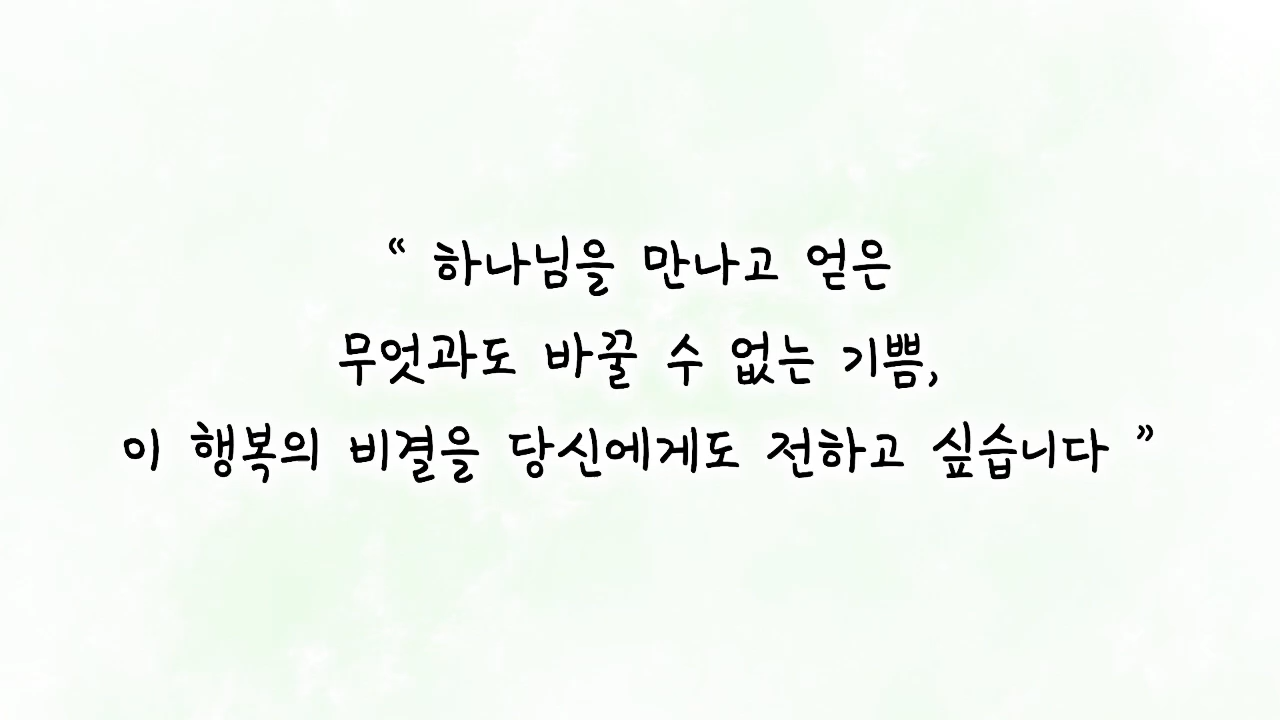 “ 하나님을 만나고 얻은
무엇과도 바꿀 수 없는 기쁨,
이 행복의 비결을 당신에게도 전하고 싶습니다 ”